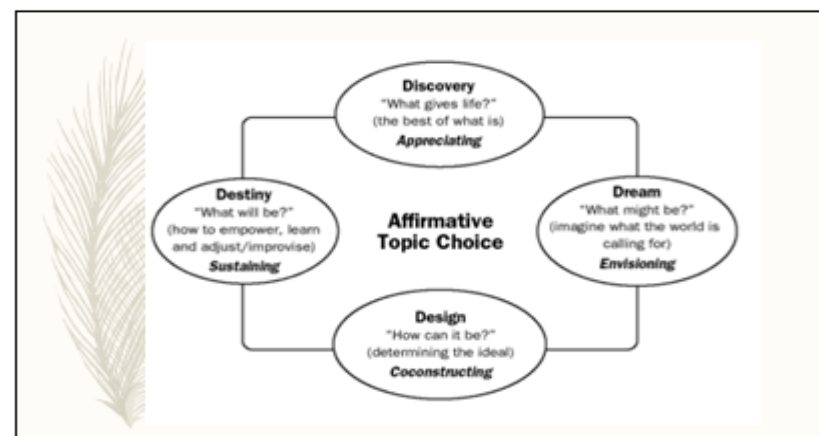 Discovery
"What gives life?"
(the best of what is)
Appreciating
Destiny
"What will be?"
(how to empower, learn
and adjust/improvise)
Sustaining
Affirmative
Topic Choice
Dream
"What might be?"
(imagine what the world is
calling for)
Envisioning
Design
"How can it be?"
(determining the ideal)
Coconstructing